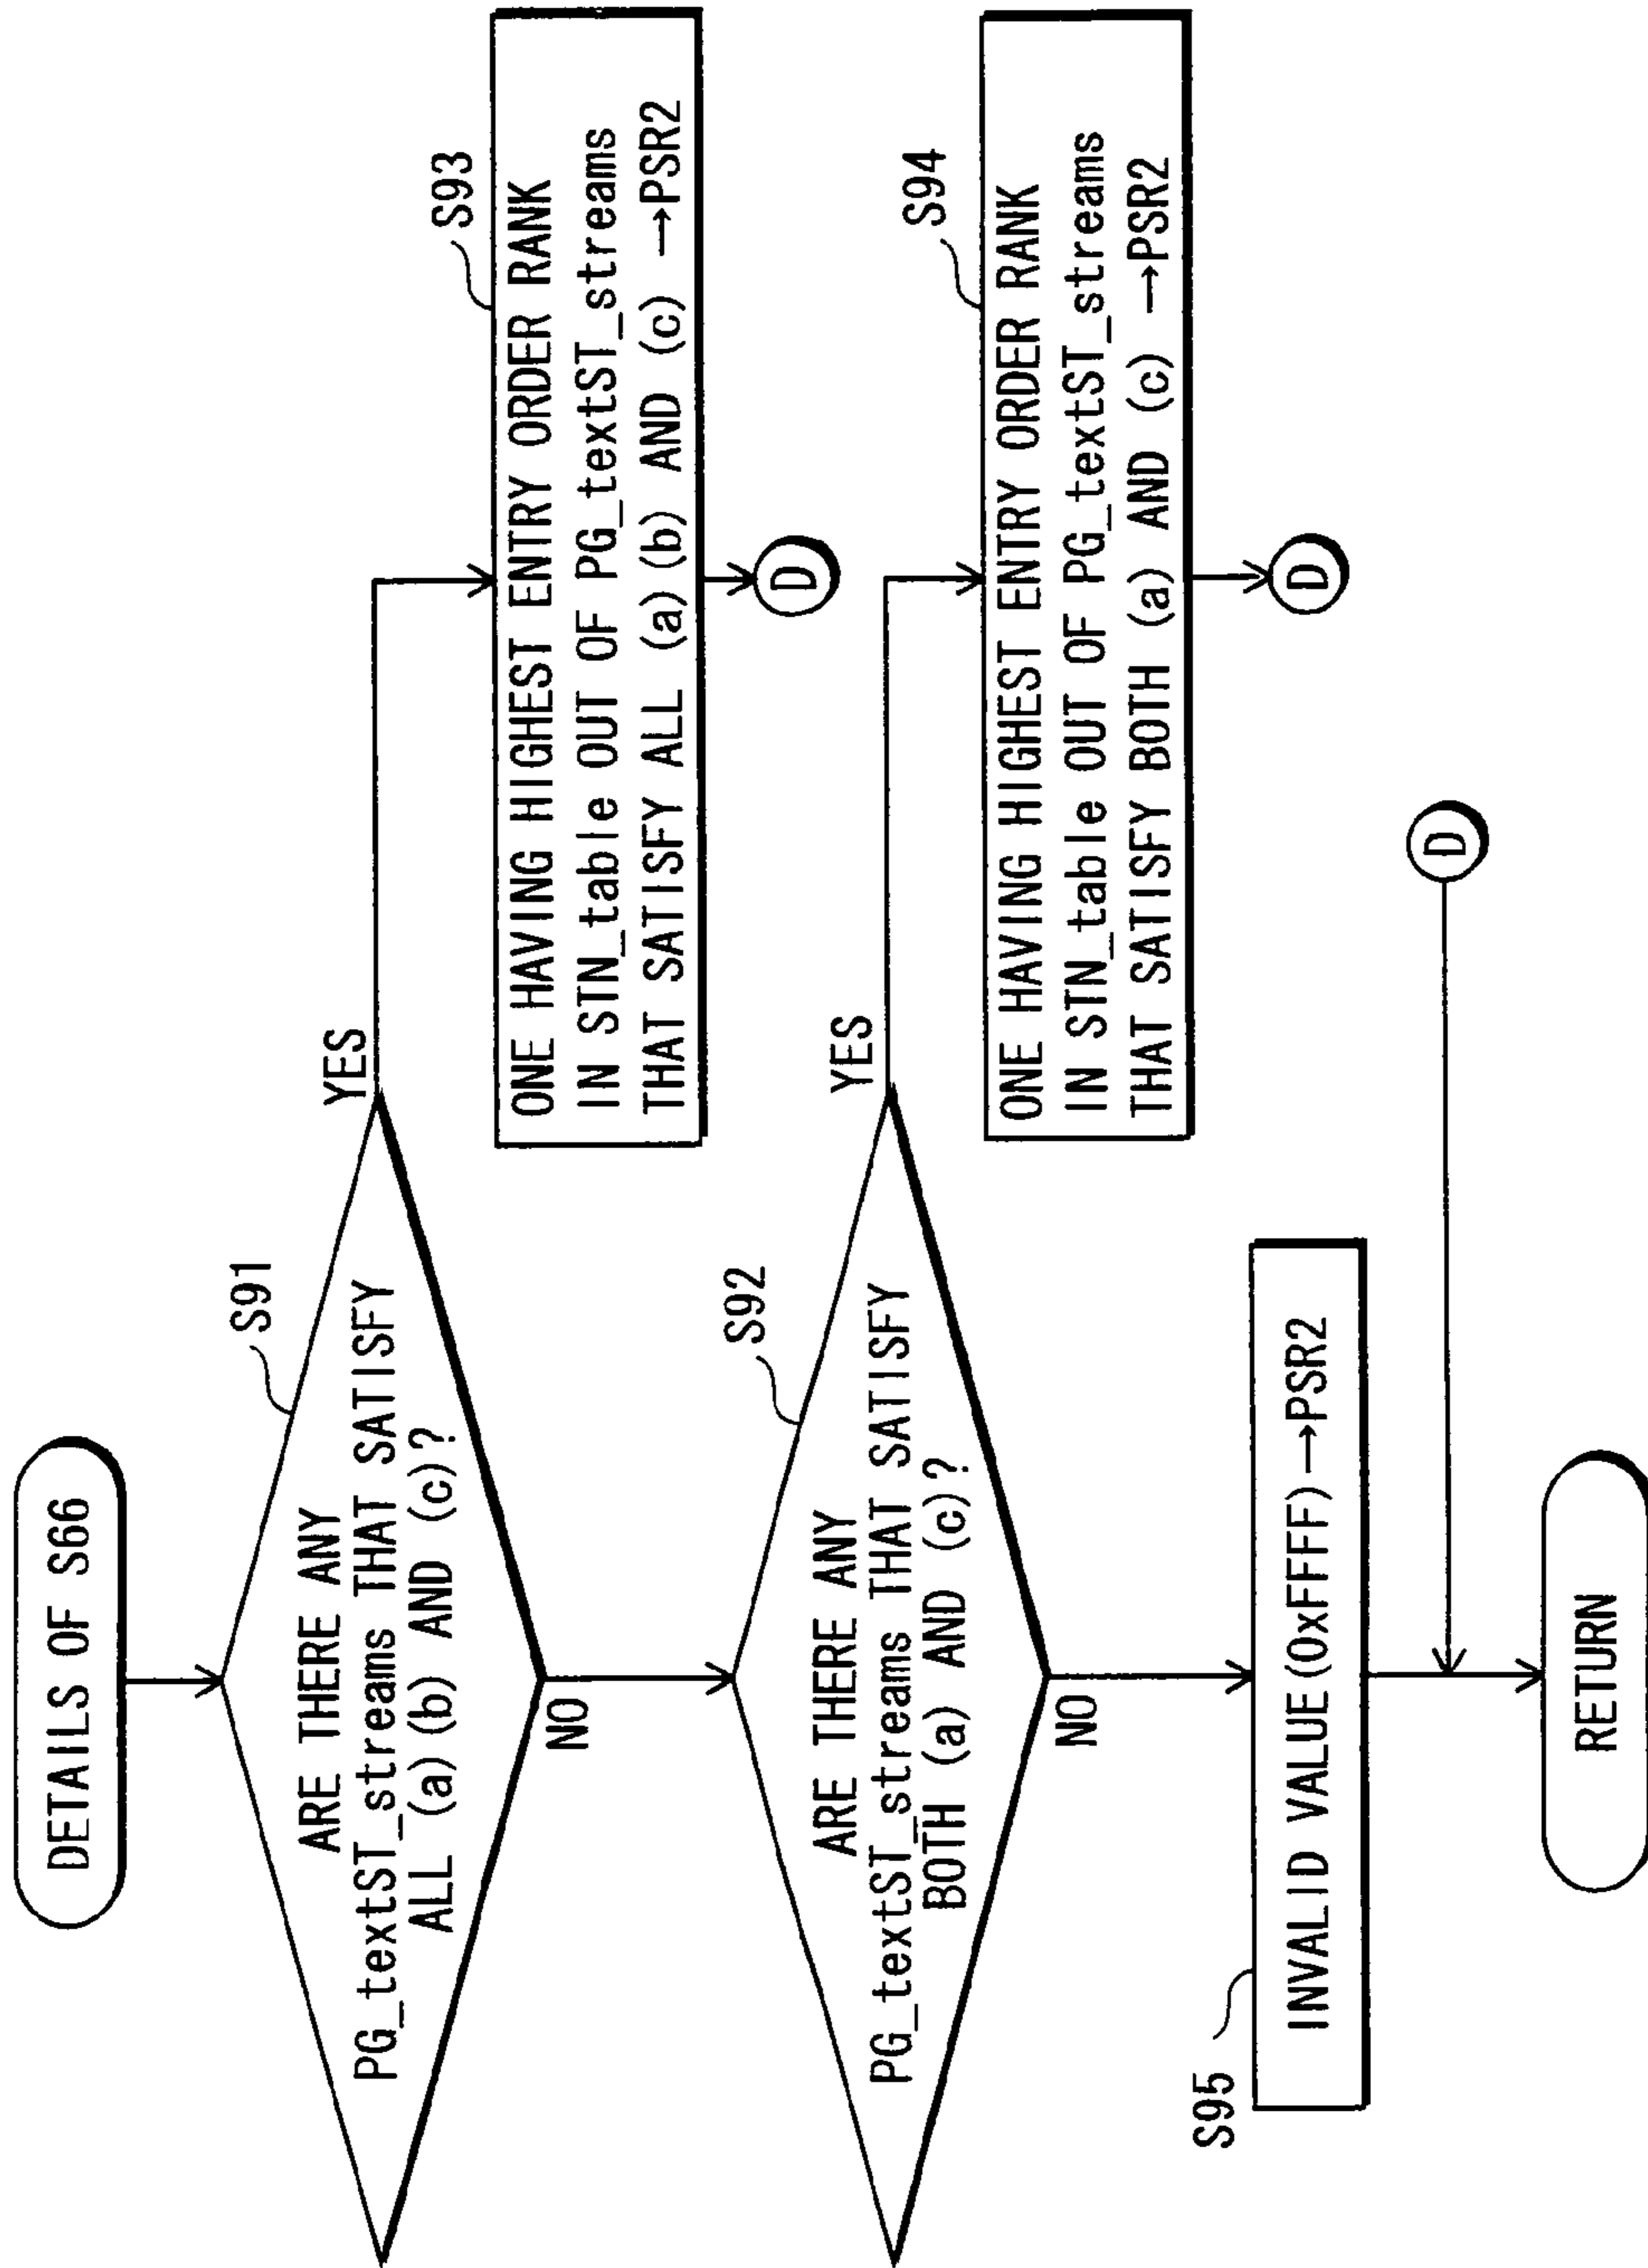 DETAILS OF S66
S91
ARE THERE ANY
PG_textST_streams THAT SATISFY
ALL (a)(b) AND (c)?
YES
NO
S93
ONE HAVING HIGHEST ENTRY ORDER RANK
IN STN_table OUT OF PG_textST_streams
THAT SATISFY ALL (a)(b) AND (c)→PSR2
D
S92
ARE THERE ANY
PG_textST_streams THAT SATISFY
BOTH (a) AND (c)?
YES
NO
S94
ONE HAVING HIGHEST ENTRY ORDER RANK
IN STN_table OUT OF PG_textST_streams
THAT SATISFY BOTH (a) AND (c)→PSR2
D
S95
INVALID VALUE(0xFFF)→PSR2
D
RETURN